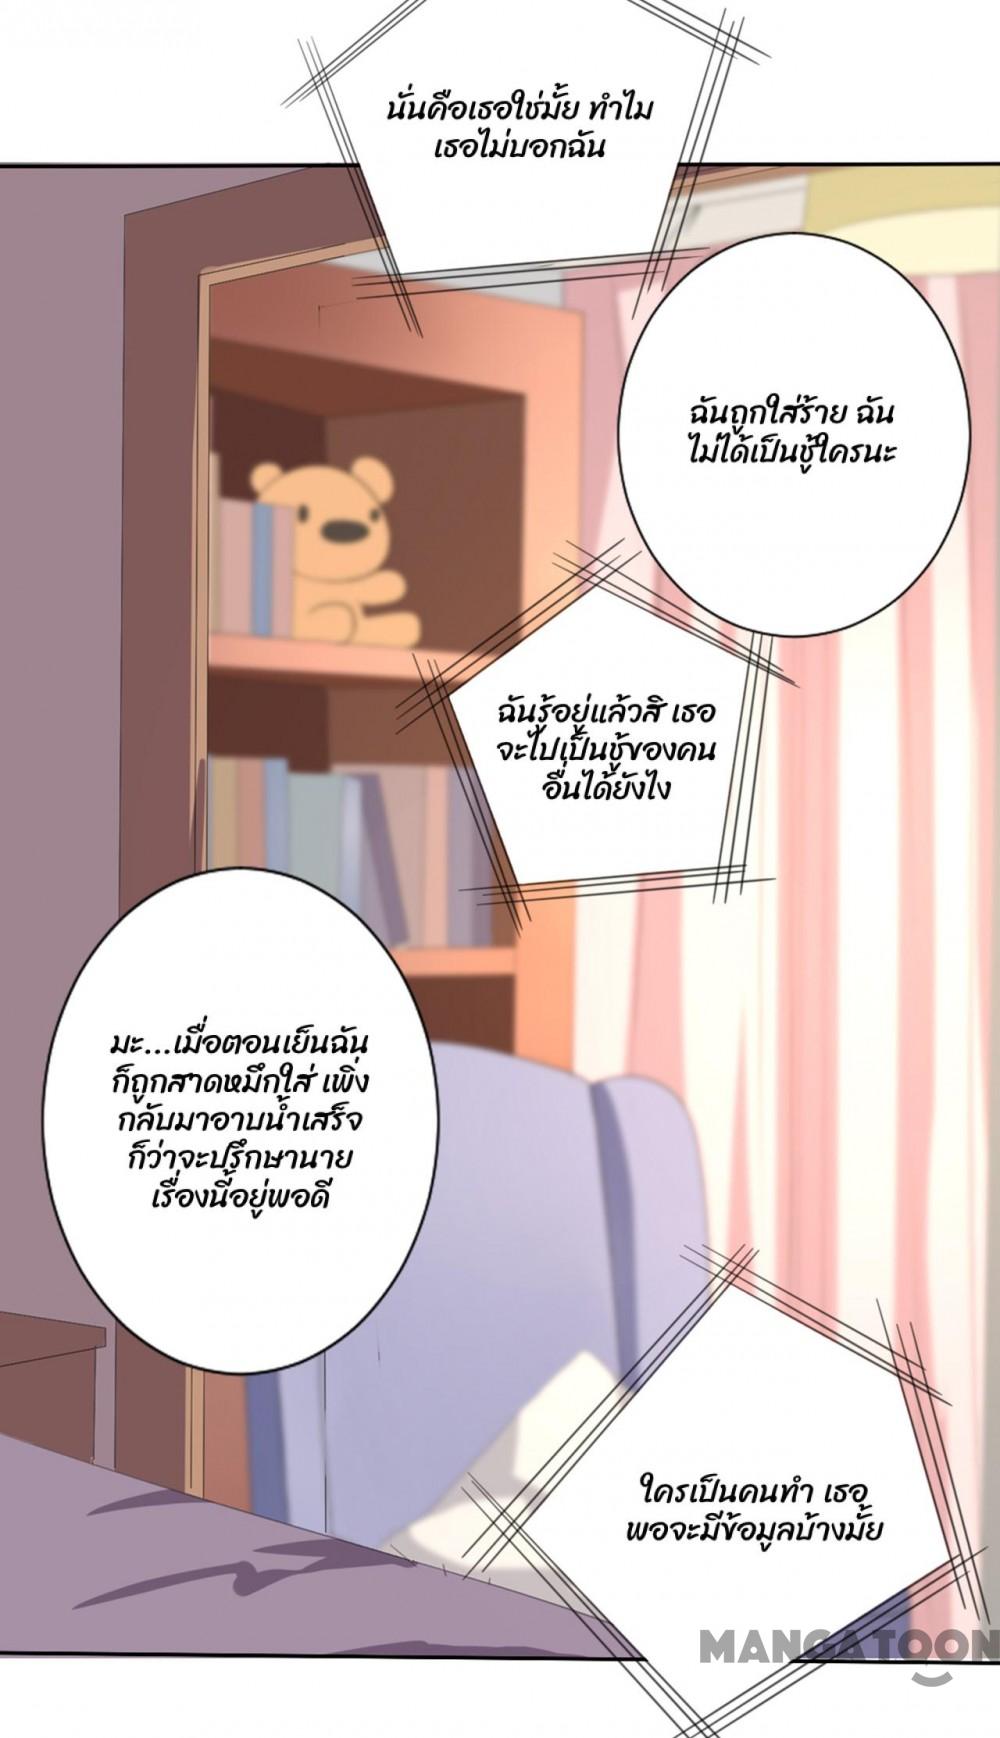 นั่นคือเธอใช่มั้ย ทำไม
เธอไม่บอกฉัน
ฉันถูกใส่ร้าย ฉัน
ไม่ได้เป็นชู้ใครนะ
ฉันรู้อยู่แล้วสิ เธอ
จะไปเป็นชู้ของคน
อื่นได้ยังไง
มะ...เมื่อตอนเย็นฉัน
ก็ถูกสาดหมึกใส่ เพิ่ง
กลับมาอาบน้ำเสร็จ
ก็ว่าจะปรึกษานาย
เรื่องนี้อยู่พอดี
ใครเป็นคนทำ เธอ
พอจะมีข้อมูลบ้างมั้ย
MANGATOON